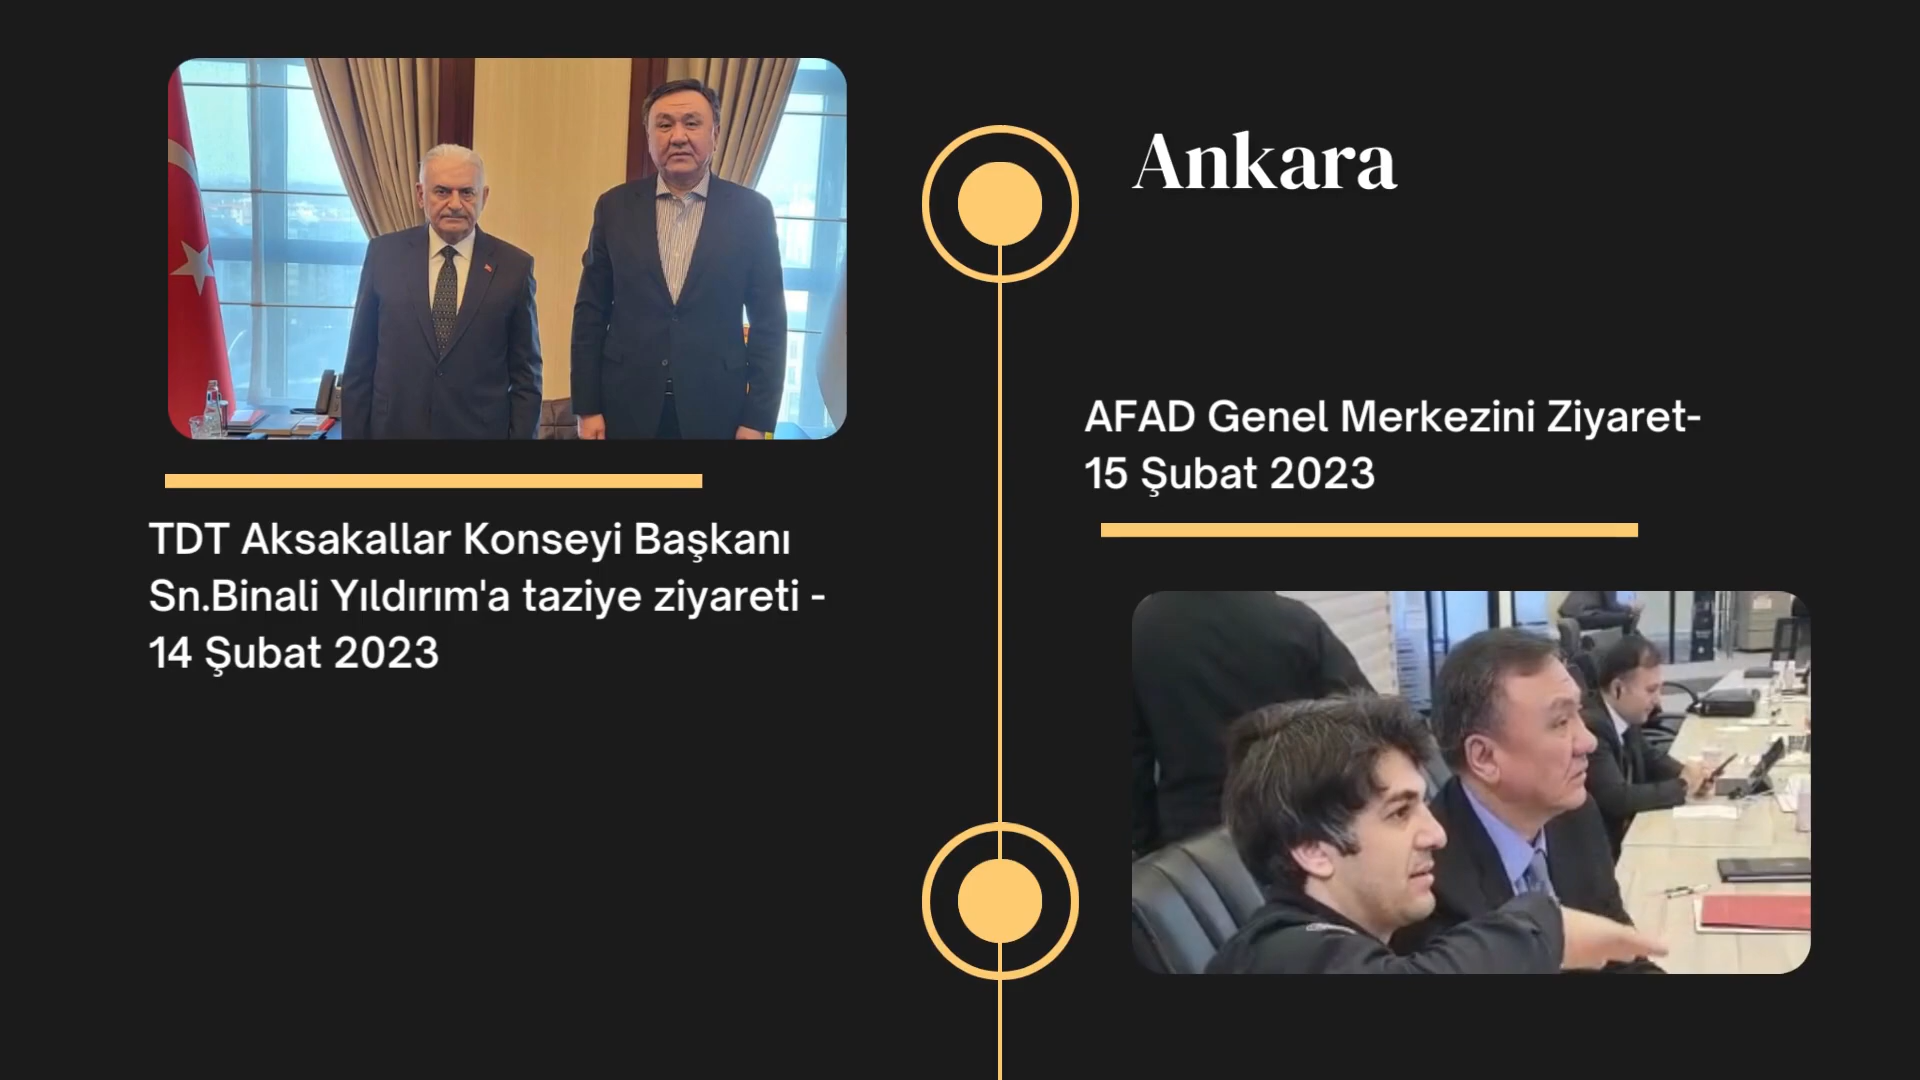 Ankara
TDT Aksakallar Konseyi Başkanı
Sn.Binali Yıldırım'a taziye ziyareti -
14 Şubat 2023
AFAD Genel Merkezini Ziyaret-
15 Şubat 2023